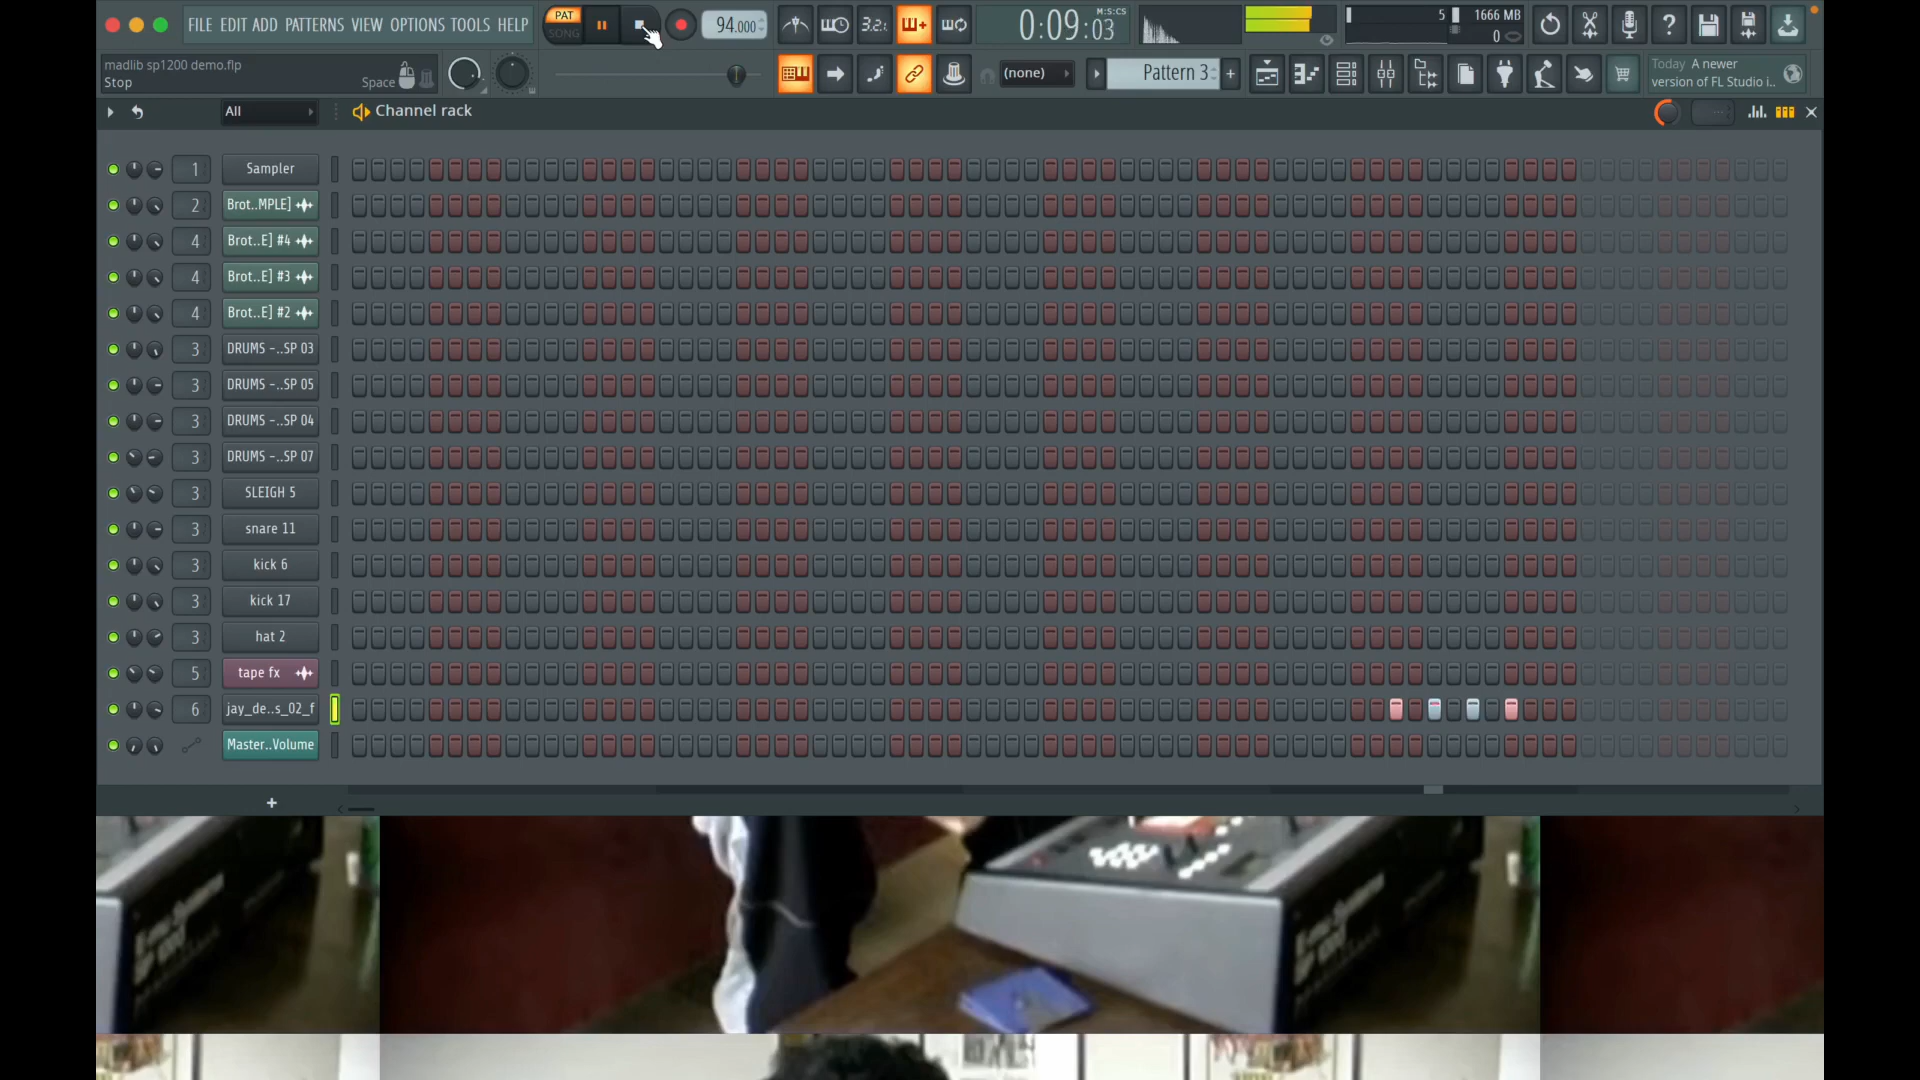 FILE EDIT ADD PATTERNS VIEW OPTIONS TOOLS HELP
PAT
SONG
94.000
3.2:
0:09:03
M:S:CS
5
1666 MB
0
madlib sp1200 demo.flp
Stop
Space
(none)
Pattern 3
+
Today A newer
version of FL Studio i..
All
Channel rack
1 Sampler
2 Brot..MPLE]
4 Brot..E] #4
4 Brot..E] #3
4 Brot..E] #2
3 DRUMS -..SP 03
3 DRUMS -..SP 05
3 DRUMS -..SP 04
3 DRUMS -..SP 07
3 SLEIGH 5
3 snare 11
3 kick 6
3 kick 17
3 hat 2
5 tape fx
6 jay_de..s_02_f
Master..Volume
+